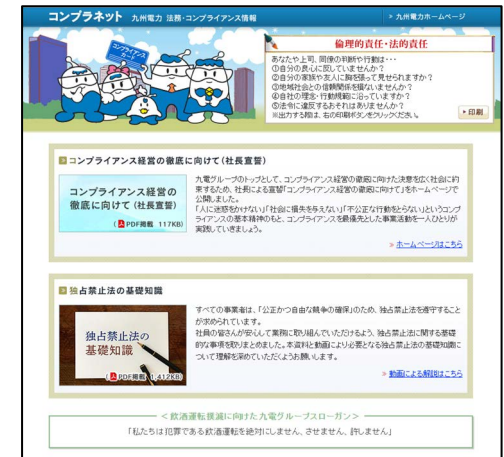 コンプラネット 九州電力 法務・コンプライアンス情報
> 九州電力ホームページ
コンプライアンスカード
倫理的責任・法的責任
あなたや上司、同僚の判断や行動は・・・
①自分の良心に反していませんか?
②自分の家族や友人に胸を張って見せられますか?
③地域社会との信頼関係を損ないませんか?
④自社の理念・行動規範に沿っていますか?
⑤法令に違反するおそれはありませんか?
※出力する際は、右の印刷ボタンをクリックください。
印刷
コンプライアンス経営の徹底に向けて(社長宣誓)
コンプライアンス経営の
徹底に向けて(社長宣誓)
(PDF掲載 117KB)
九電グループのトップとして、コンプライアンス経営の徹底に向けた決意を広く社会に約
束するため、社長による宣誓「コンプライアンス経営の徹底に向けて」をホームページで
公開しました。
「人に迷惑をかけない」「社会に損失を与えない」「不公正な行動をとらない」というコンプ
ライアンスの基本精神のもと、コンプライアンスを最優先とした事業活動を一人ひとりが
実践していきましょう。
» ホームページはこちら
独占禁止法の基礎知識
独占禁止法の
基礎知識
(PDF掲載 1,412KB)
すべての事業者は、「公正かつ自由な競争の確保」のため、独占禁止法を遵守すること
が求められています。
社員の皆さんが安心して業務に取り組んでいただけるよう、独占禁止法に関する基礎
的な事項を取りまとめました。本資料と動画により必要となる独占禁止法の基礎知識に
ついて理解を深めていただくようお願いします。
» 動画による解説はこちら
<飲酒運転撲滅に向けた九電グループスローガン>
「私たちは犯罪である飲酒運転を絶対にしません、させません、許しません」